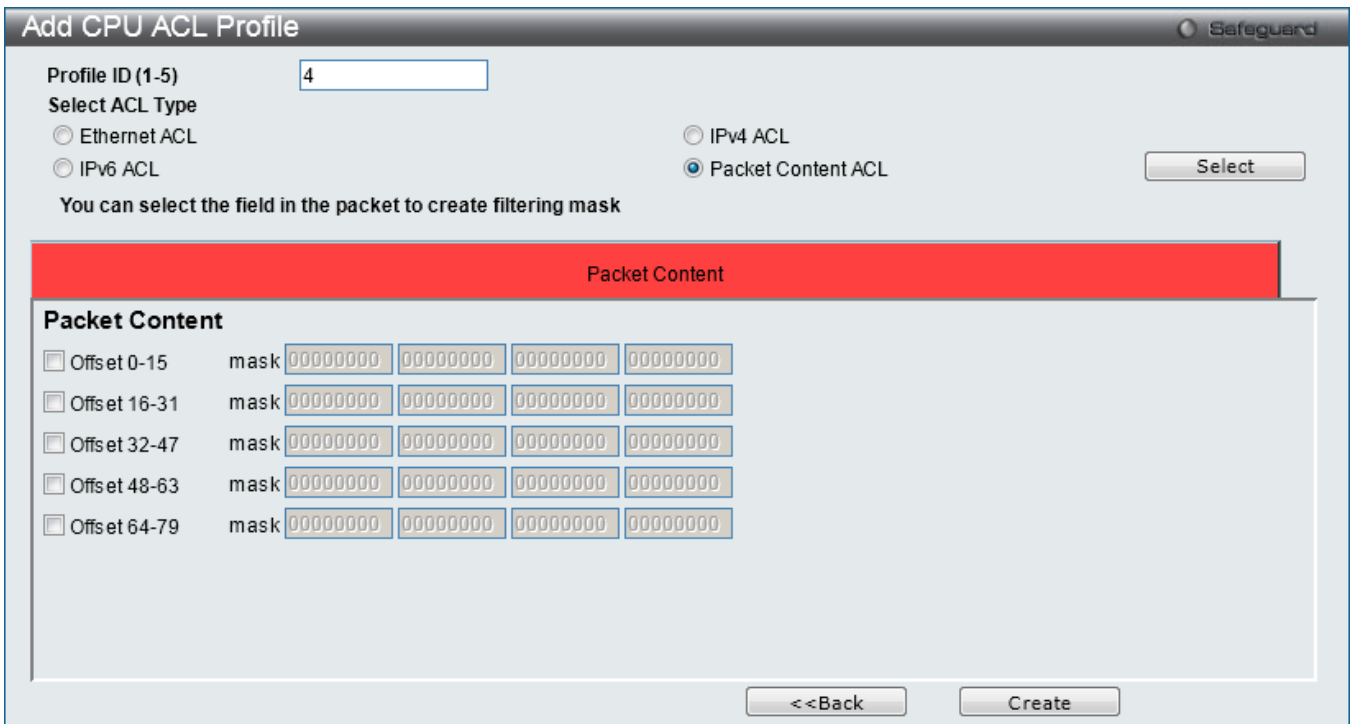 Add CPU ACL Profile Safeguard
Profile ID (1-5) 4
Select ACL Type
Ethernet ACL IPv4 ACL
IPv6 ACL Packet Content ACL Select
You can select the field in the packet to create filtering mask
Packet Content
Packet Content
Offset 0-15 mask 00000000 00000000 00000000 00000000
Offset 16-31 mask 00000000 00000000 00000000 00000000
Offset 32-47 mask 00000000 00000000 00000000 00000000
Offset 48-63 mask 00000000 00000000 00000000 00000000
Offset 64-79 mask 00000000 00000000 00000000 00000000
<<Back Create